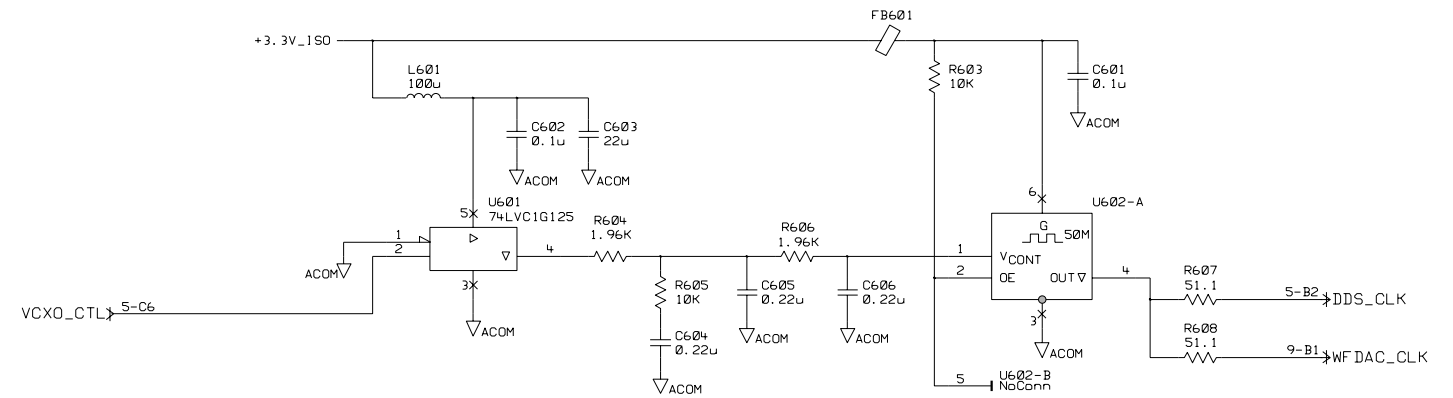 FB601
+3.3V_ISO
L601
100u
R603
10K
C601
0.1u
ACOM
C602
0.1u
C603
22u
ACOM
ACOM
U601
74LVC1G125
5
1
2
4
3
ACOM
ACOM
R604
1.96K
R606
1.96K
R605
10K
C605
0.22u
C606
0.22u
C604
0.22u
ACOM
ACOM
ACOM
6
U602-A
G
50M
1
VCONT
2
OE
OUT
4
3
ACOM
R607
51.1
5-B2
DDS_CLK
R608
51.1
9-B1
WFDAC_CLK
VCXO_CTL
5-C6
5
U602-B
NoConn